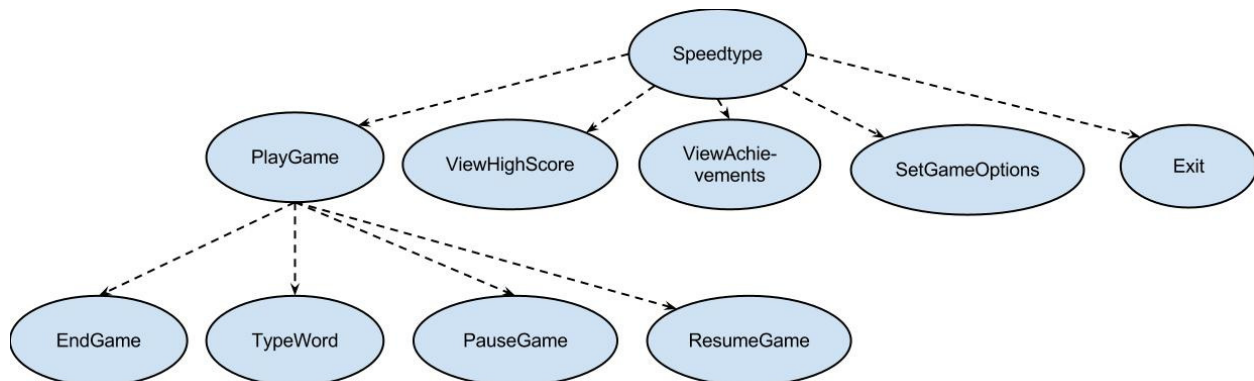 Speedtype
PlayGame
ViewHighScore
ViewAchie-
vements
SetGameOptions
Exit
EndGame
TypeWord
PauseGame
ResumeGame